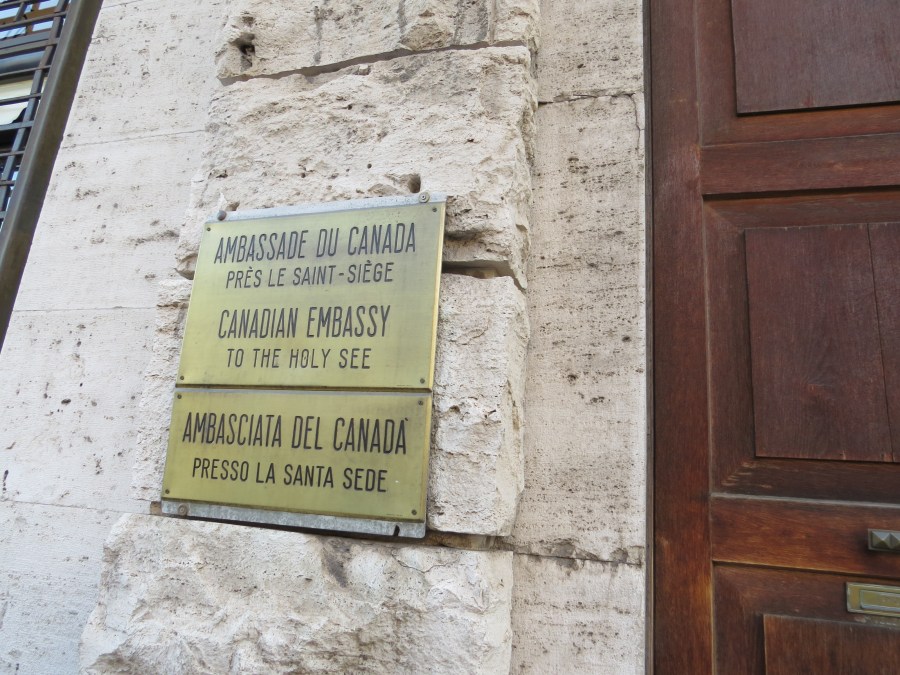 AMBASSADE DU CANADA
PRÈS LE SAINT-SIÈGE
CANADIAN EMBASSY
TO THE HOLY SEE
AMBASCIATA DEL CANADÀ
PRESSO LA SANTA SEDE